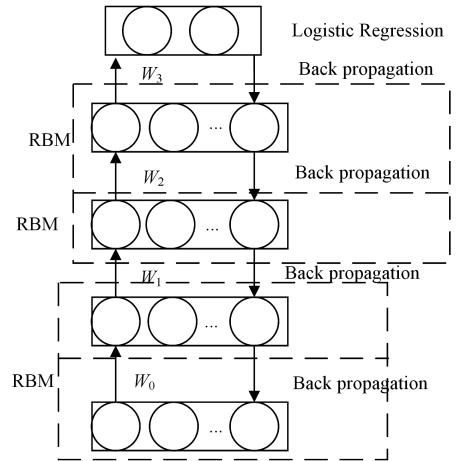 Logistic Regression
W3
Back propagation
...
RBM
W2
Back propagation
...
RBM
W1
Back propagation
...
RBM
W0
Back propagation
...